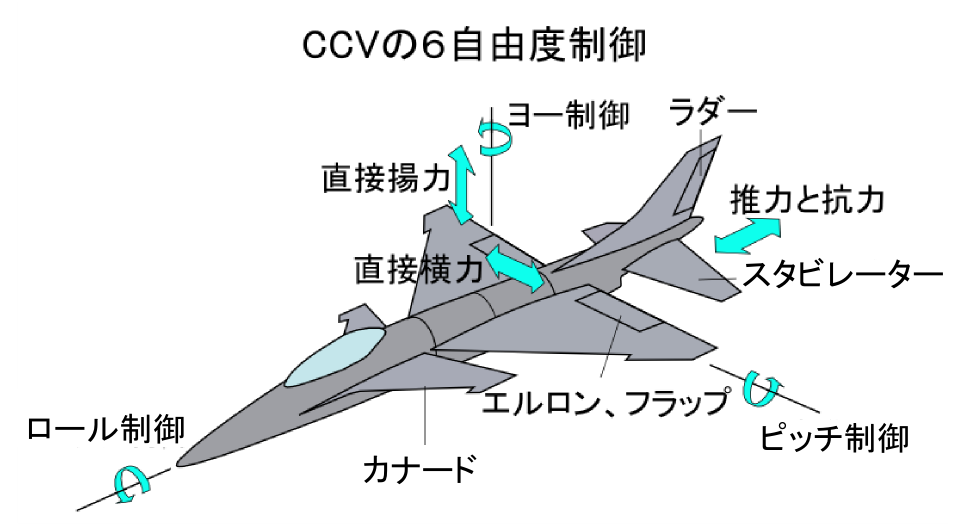 CCVの６自由度制御
ヨー制御
ラダー
直接揚力
推力と抗力
直接横力
スタビレーター
エルロン、フラップ
ロール制御
ピッチ制御
カナード